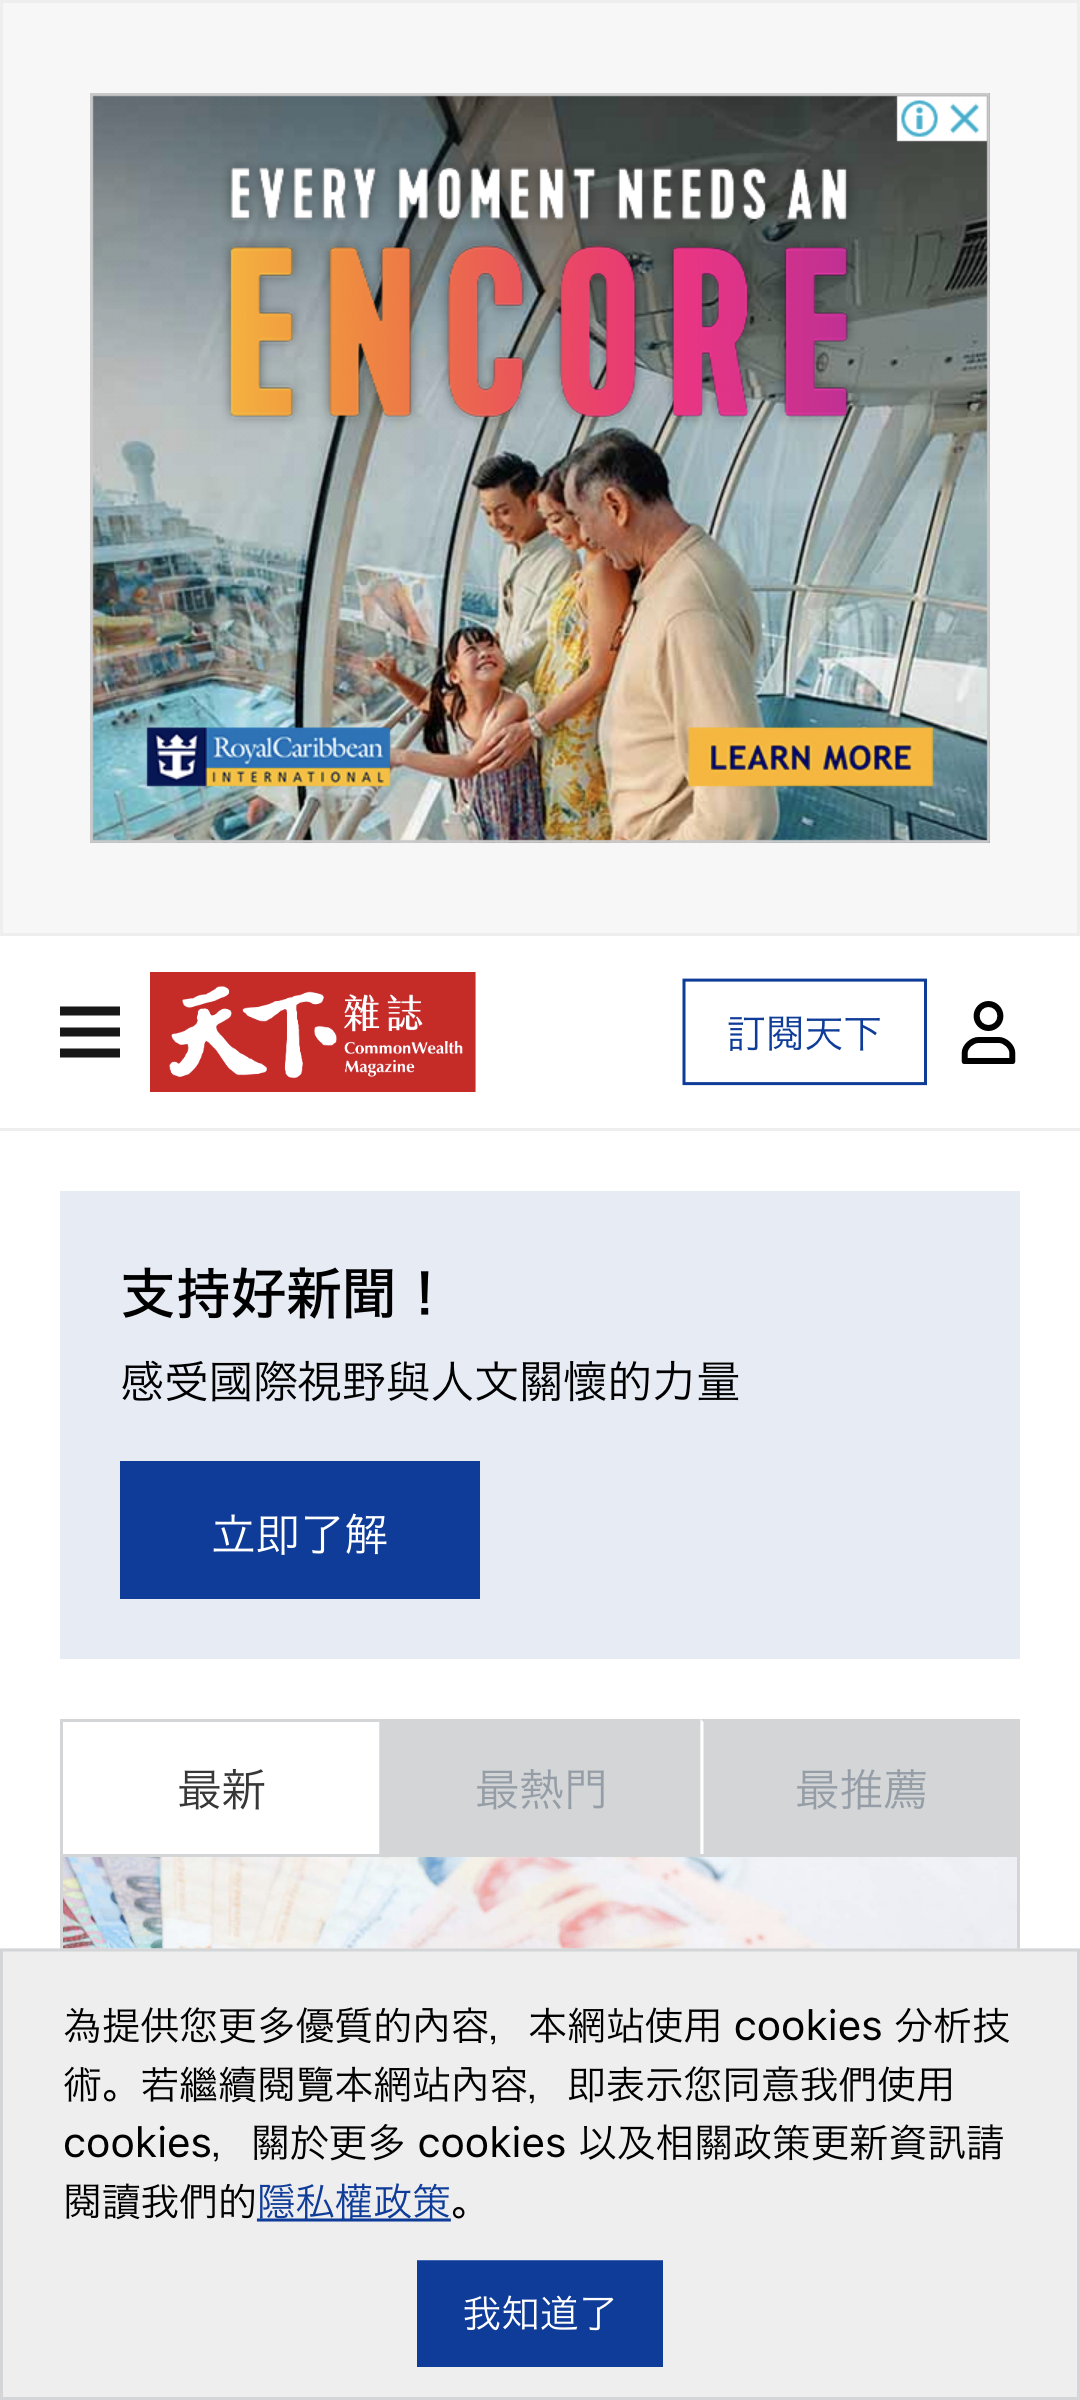 EVERY MOMENT NEEDS AN
ENCORE
RoyalCaribbean
INTERNATIONAL
LEARN MORE
天下 雜誌
CommonWealth
Magazine
訂閱天下
支持好新聞！
感受國際視野與人文關懷的力量
立即了解
最新
最熱門
最推薦
為提供您更多優質的內容，本網站使用 cookies 分析技
術。若繼續閱覽本網站內容，即表示您同意我們使用
cookies，關於更多 cookies 以及相關政策更新資訊請
閱讀我們的隱私權政策。
我知道了